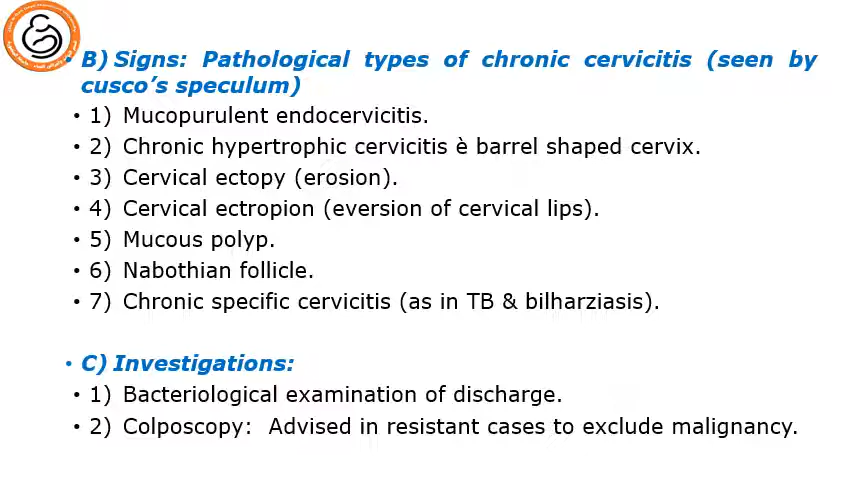 • B) Signs: Pathological types of chronic cervicitis (seen by
cusco's speculum)
• 1) Mucopurulent endocervicitis.
• 2) Chronic hypertrophic cervicitis è barrel shaped cervix.
• 3) Cervical ectopy (erosion).
• 4) Cervical ectropion (eversion of cervical lips).
• 5) Mucous polyp.
• 6) Nabothian follicle.
• 7) Chronic specific cervicitis (as in TB & bilharziasis).
• C) Investigations:
• 1) Bacteriological examination of discharge.
• 2) Colposcopy: Advised in resistant cases to exclude malignancy.